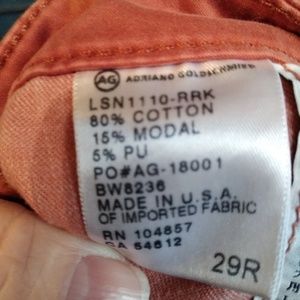 AG ADRIANO GOLDSCHMIED
LSN1110-RRK
80% COTTON
15% MODAL
5% PU
PO#AG-18001
BW8236
MADE IN U.S.A.
OF IMPORTED FABRIC
RN 104857
CA 54612
29R